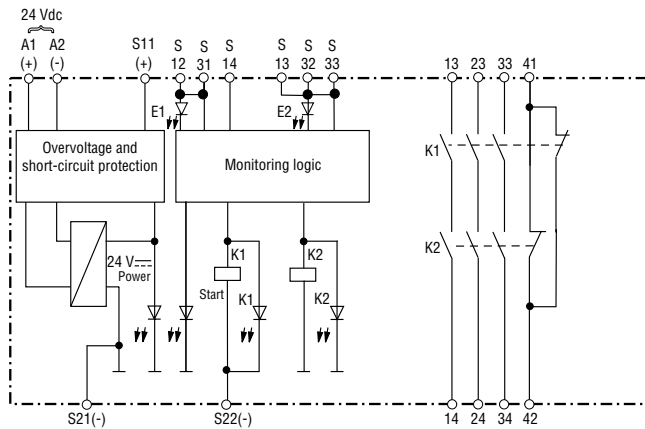 24 Vdc
A1 A2 S11 S S S S S S
(+) (-) (+) 12 31 14 13 32 33 13 23 33 41
E1 E2
Overvoltage and
short-circuit protection
Monitoring logic
K1
K2
24 V
Power
K1 K2
Start
K1 K2
S21(-) S22(-) 14 24 34 42